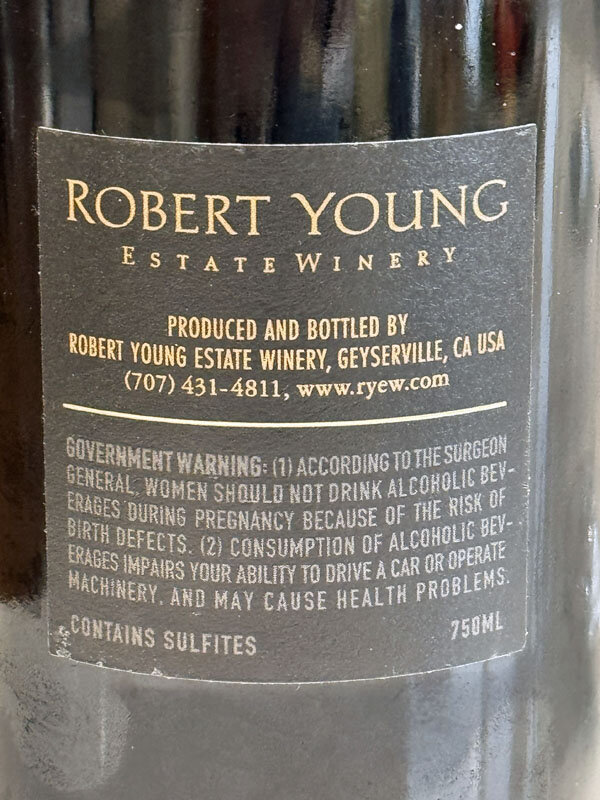 ROBERT YOUNG
ESTATE WINERY
PRODUCED AND BOTTLED BY
ROBERT YOUNG ESTATE WINERY, GEYSERVILLE, CA USA
(707) 431-4811, www.ryew.com
GOVERNMENT WARNING: (1) ACCORDING TO THE SURGEON
GENERAL, WOMEN SHOULD NOT DRINK ALCOHOLIC BEV-
ERAGES DURING PREGNANCY BECAUSE OF THE RISK OF
BIRTH DEFECTS. (2) CONSUMPTION OF ALCOHOLIC BEV-
ERAGES IMPAIRS YOUR ABILITY TO DRIVE A CAR OR OPERATE
MACHINERY, AND MAY CAUSE HEALTH PROBLEMS.
CONTAINS SULFITES 750ML